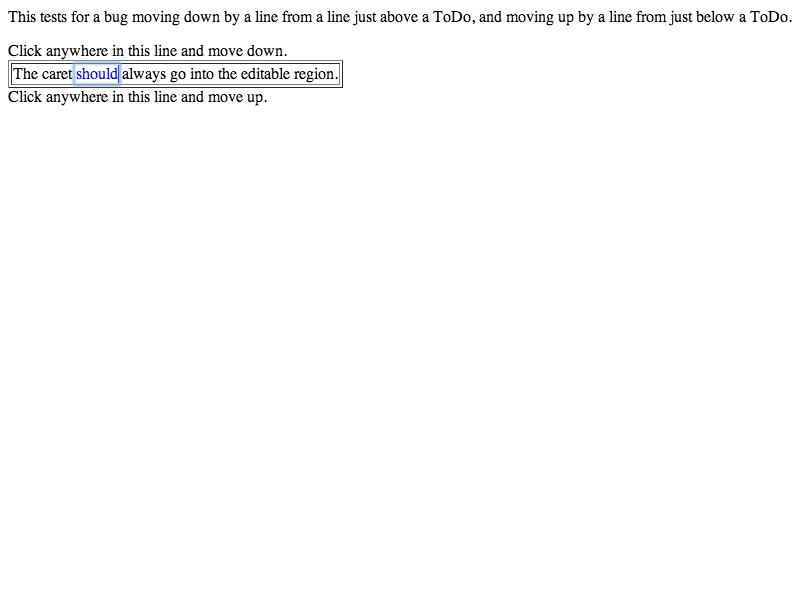 This tests for a bug moving down by a line from a line just above a ToDo, and moving up by a line from just below a ToDo.
Click anywhere in this line and move down.
The caret should always go into the editable region.
Click anywhere in this line and move up.